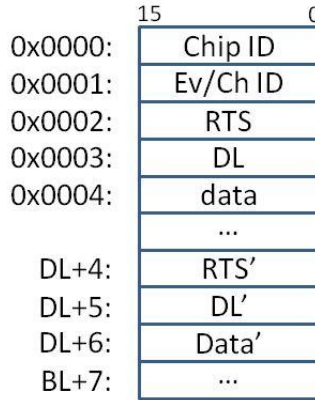 15 0
0x0000: Chip ID
0x0001: Ev/Ch ID
0x0002: RTS
0x0003: DL
0x0004: data
...
DL+4: RTS’
DL+5: DL’
DL+6: Data’
BL+7: ...